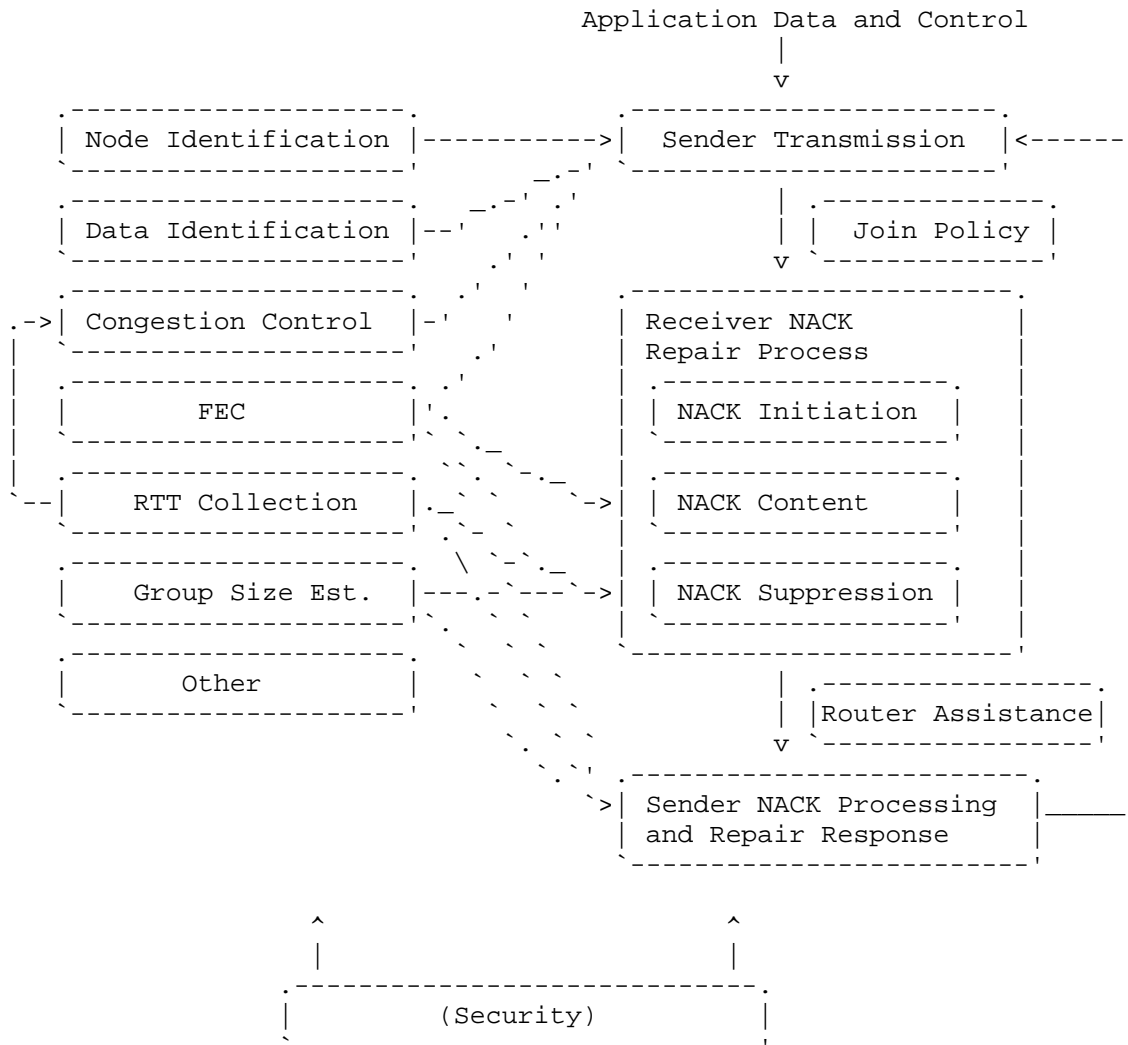 Application Data and Control
Node Identification
Sender Transmission
Data Identification
Join Policy
Congestion Control
Receiver NACK
Repair Process
FEC
NACK Initiation
RTT Collection
NACK Content
Group Size Est.
NACK Suppression
Other
Router Assistance
Sender NACK Processing
and Repair Response
(Security)